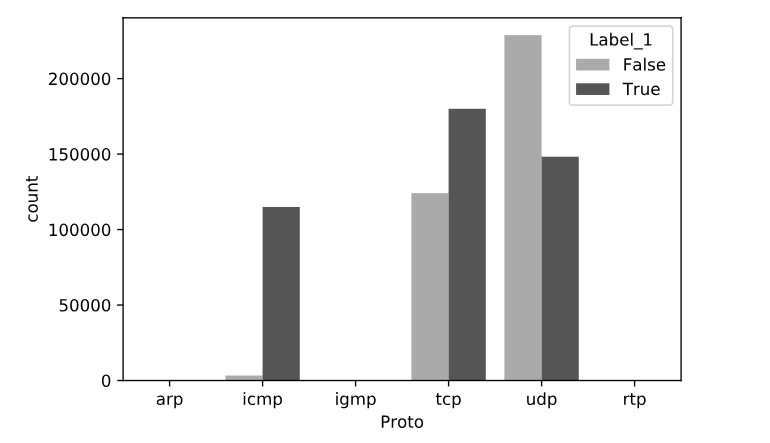 Label_1
False
True
200000
150000
100000
50000
0
count
arp icmp igmp tcp udp rtp
Proto